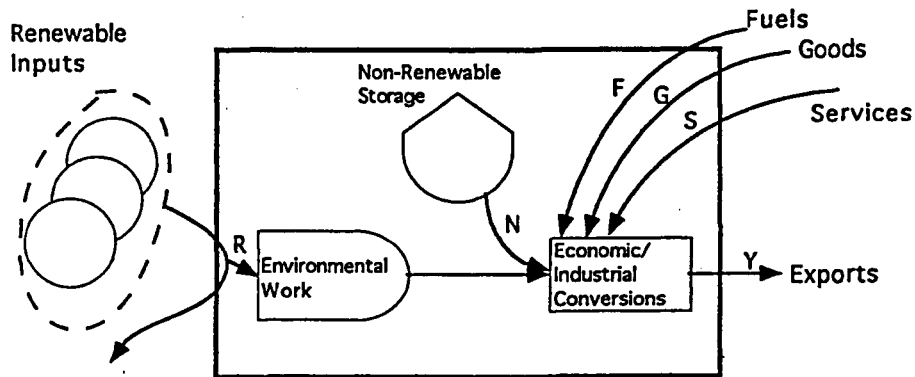 Renewable
Inputs
Fuels
Goods
Services
Non-Renewable
Storage
F
G
S
N
R
Environmental
Work
Economic/
Industrial
Conversions
Y
Exports